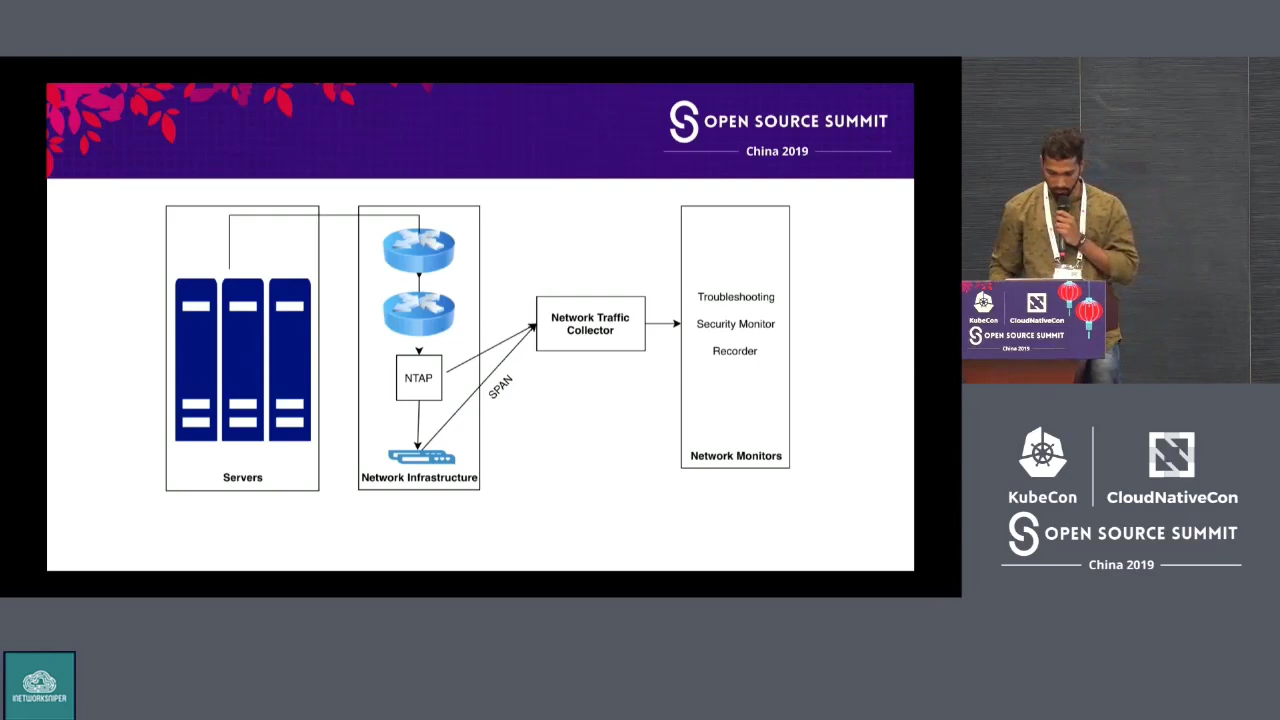 OPEN SOURCE SUMMIT
China 2019
NTAP
SPAN
Network Traffic
Collector
Troubleshooting
Security Monitor
Recorder
Servers
Network Infrastructure
Network Monitors
KubeCon
CloudNativeCon
OPEN SOURCE SUMMIT
China 2019
KubeCon
CloudNativeCon
OPEN SOURCE SUMMIT
China 2019
INETWORKSNIPER